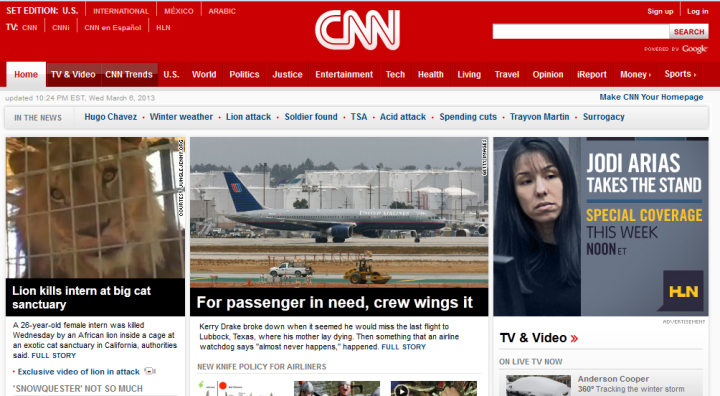 SET EDITION: U.S. INTERNATIONAL MÉXICO ARABIC
TV: CNN CNNi CNN en Español HLN
CNN
Sign up Log in
SEARCH
POWERED BY Google
Home TV & Video CNN Trends U.S. World Politics Justice Entertainment Tech Health Living Travel Opinion iReport Money Sports
updated 10:24 PM EST, Wed March 6, 2013
Make CNN Your Homepage
IN THE NEWS Hugo Chavez • Winter weather • Lion attack • Soldier found • TSA • Acid attack • Spending cuts • Trayvon Martin • Surrogacy
COURTESY JUNGLEJENNY.ORG
Lion kills intern at big cat
sanctuary
A 26-year-old female intern was killed
Wednesday by an African lion inside a cage at
an exotic cat sanctuary in California, authorities
said. FULL STORY
• Exclusive video of lion in attack
'SNOWQUESTER' NOT SO MUCH
GETTY IMAGES
UNITED AIRLINES
For passenger in need, crew wings it
Kerry Drake broke down when it seemed he would miss the last flight to
Lubbock, Texas, where his mother lay dying. Then something that an airline
watchdog says "almost never happens," happened. FULL STORY
NEW KNIFE POLICY FOR AIRLINERS
JODI ARIAS
TAKES THE STAND
SPECIAL COVERAGE
THIS WEEK
NOON ET
HLN
ADVERTISEMENT
TV & Video »
ON LIVE TV NOW
Anderson Cooper
360° Tracking the winter storm